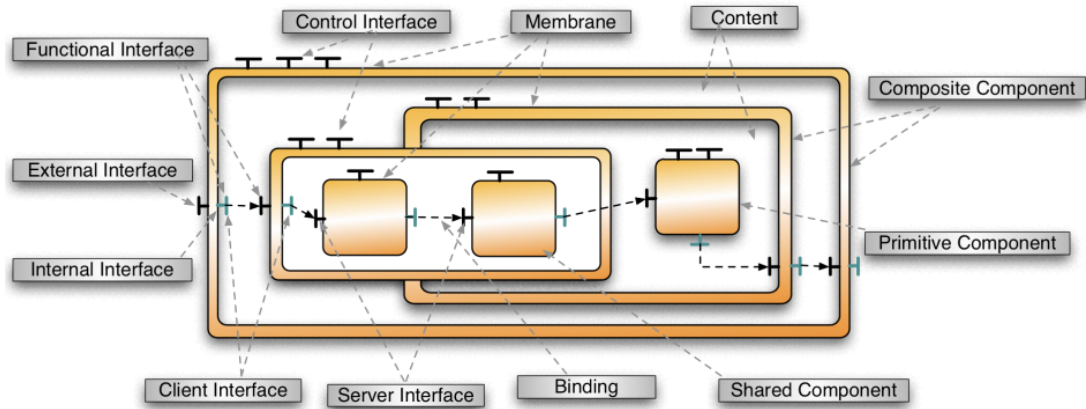 Control Interface
Membrane
Content
Functional Interface
Composite Component
External Interface
Internal Interface
Primitive Component
Client Interface
Server Interface
Binding
Shared Component